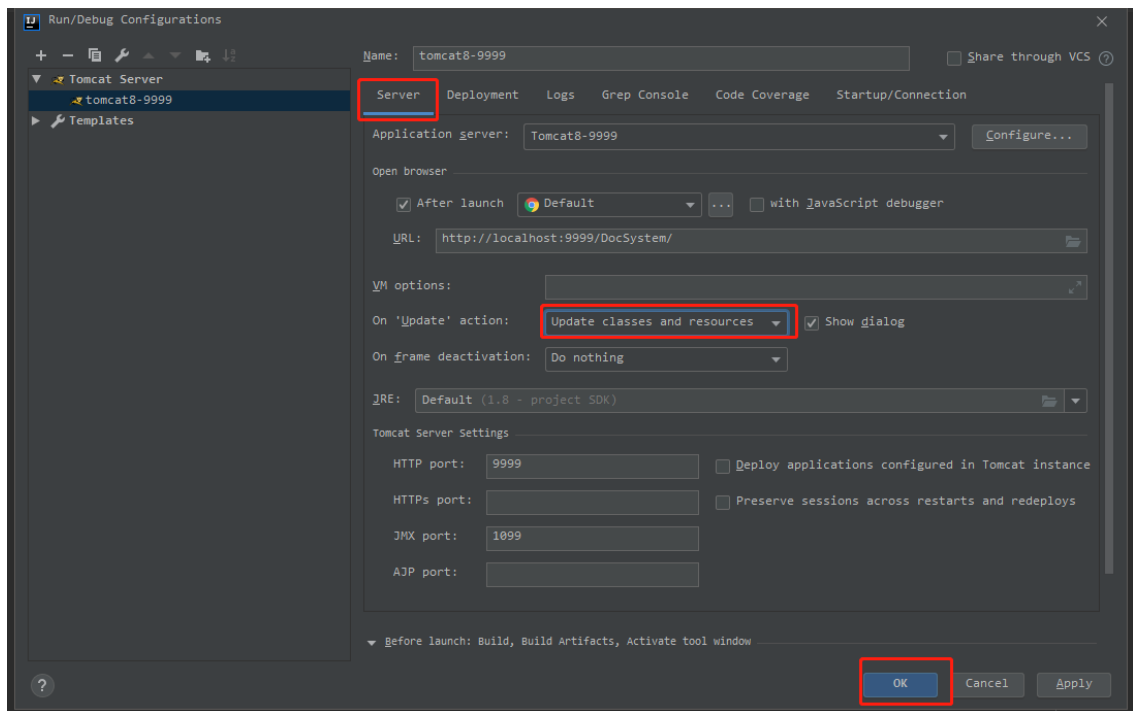 Run/Debug Configurations
Tomcat Server
tomcat8-9999
Templates
Name: tomcat8-9999 Share through VCS ?
Server Deployment Logs Grep Console Code Coverage Startup/Connection
Application server: Tomcat8-9999 Configure...
Open browser
After launch Default ... with JavaScript debugger
URL: http://localhost:9999/DocSystem/
VM options:
On 'Update' action: Update classes and resources Show dialog
On frame deactivation: Do nothing
JRE: Default (1.8 - project SDK)
Tomcat Server Settings
HTTP port: 9999 Deploy applications configured in Tomcat instance
HTTPs port: Preserve sessions across restarts and redeploys
JMX port: 1099
AJP port:
Before launch: Build, Build Artifacts, Activate tool window
? OK Cancel Apply